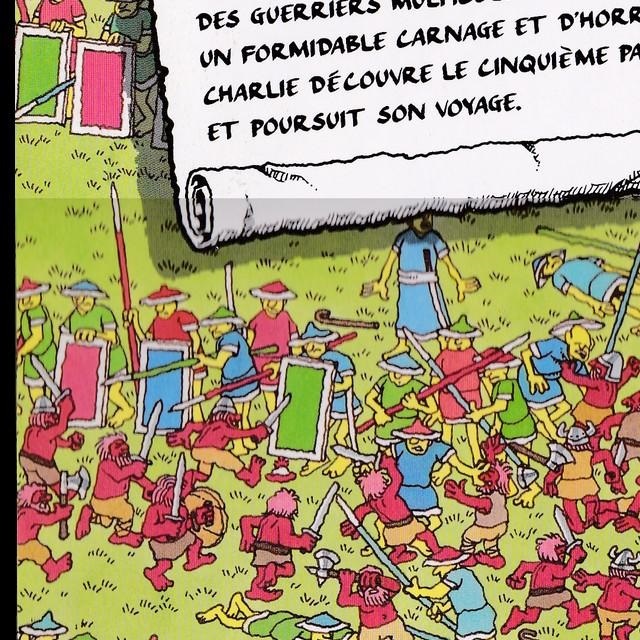 DES GUERRIERS
UN FORMIDABLE CARNAGE ET D'HORR
CHARLIE DÉCOUVRE LE CINQUIÈME PA
ET POURSUIT SON VOYAGE.